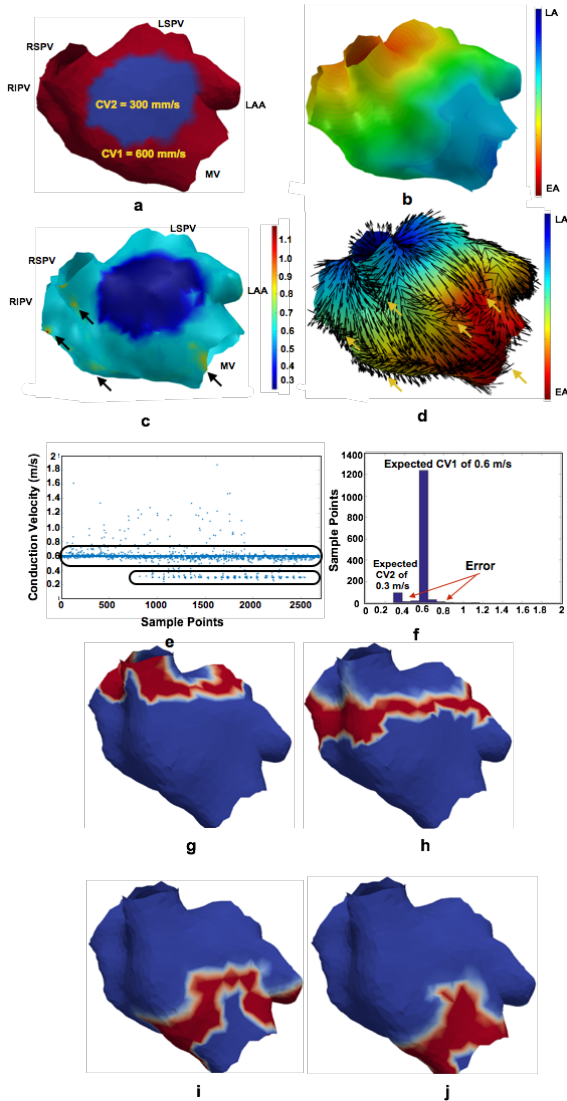 LSPV
RSPV
RIPV
CV2 = 300 mm/s
LAA
CV1 = 600 mm/s
MV
a
LA
EA
b
LSPV
RSPV
RIPV
LAA
MV
1.1
1
0.9
0.8
0.7
0.6
0.5
0.4
0.3
c
LA
EA
d
Conduction Velocity (m/s)
2
1.8
1.6
1.4
1.2
1
0.8
0.6
0.4
0.2
0 500 1000 1500 2000 2500
Sample Points
e
Sample Points
1400
1200
1000
800
600
400
200
0
Expected CV1 of 0.6 m/s
Expected
CV2 of
0.3 m/s
Error
0 0.2 0.4 0.6 0.8 1 1.2 1.4 1.6 1.8 2
f
g
h
i
j